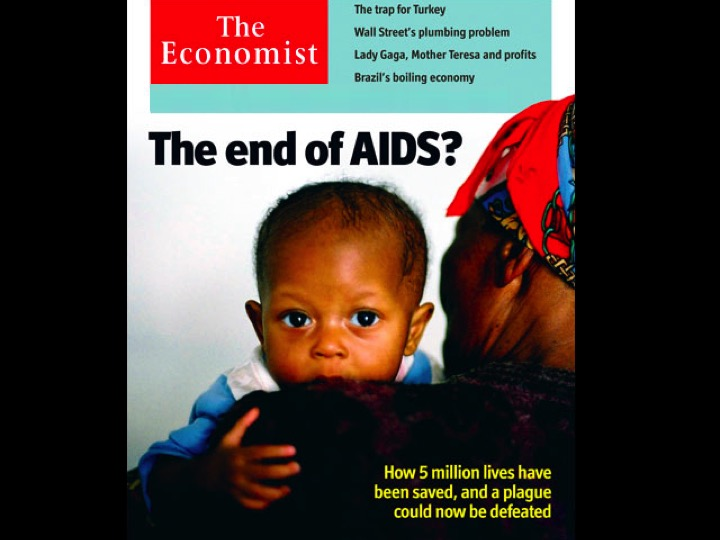 The
Economist
The trap for Turkey
Wall Street's plumbing problem
Lady Gaga, Mother Teresa and profits
Brazil's boiling economy
The end of AIDS?
How 5 million lives have
been saved, and a plague
could now be defeated